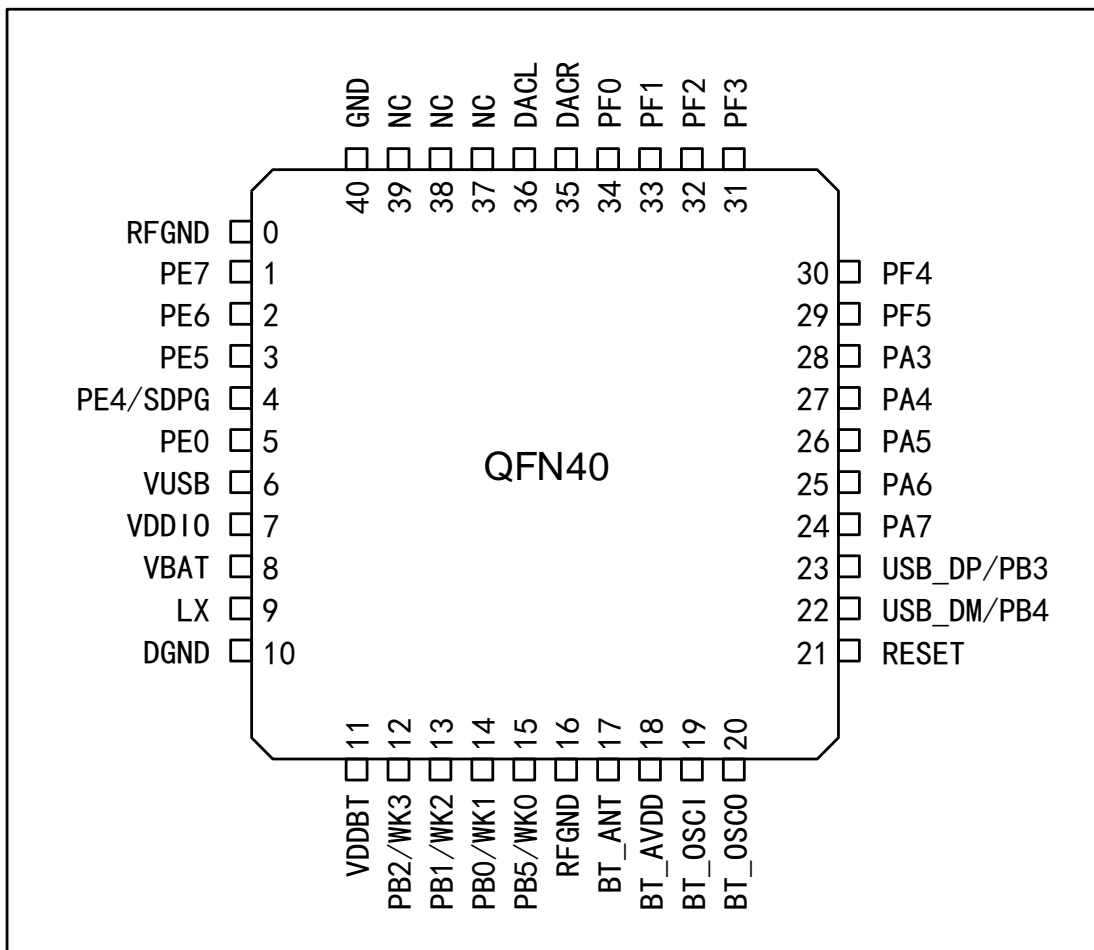 GND
NC
NC
NC
DACL
DACR
PF0
PF1
PF2
PF3
40
39
38
37
36
35
34
33
32
31
RFGND 0
PE7 1
PE6 2
PE5 3
PE4/SDPG 4
PE0 5
VUSB 6
VDDIO 7
VBAT 8
LX 9
DGND 10
QFN40
30 PF4
29 PF5
28 PA3
27 PA4
26 PA5
25 PA6
24 PA7
23 USB_DP/PB3
22 USB_DM/PB4
21 RESET
11
12
13
14
15
16
17
18
19
20
VDDBT
PB2/WK3
PB1/WK2
PB0/WK1
PB5/WK0
RFGND
BT_ANT
BT_AVDD
BT_OSCI
BT_OSCO